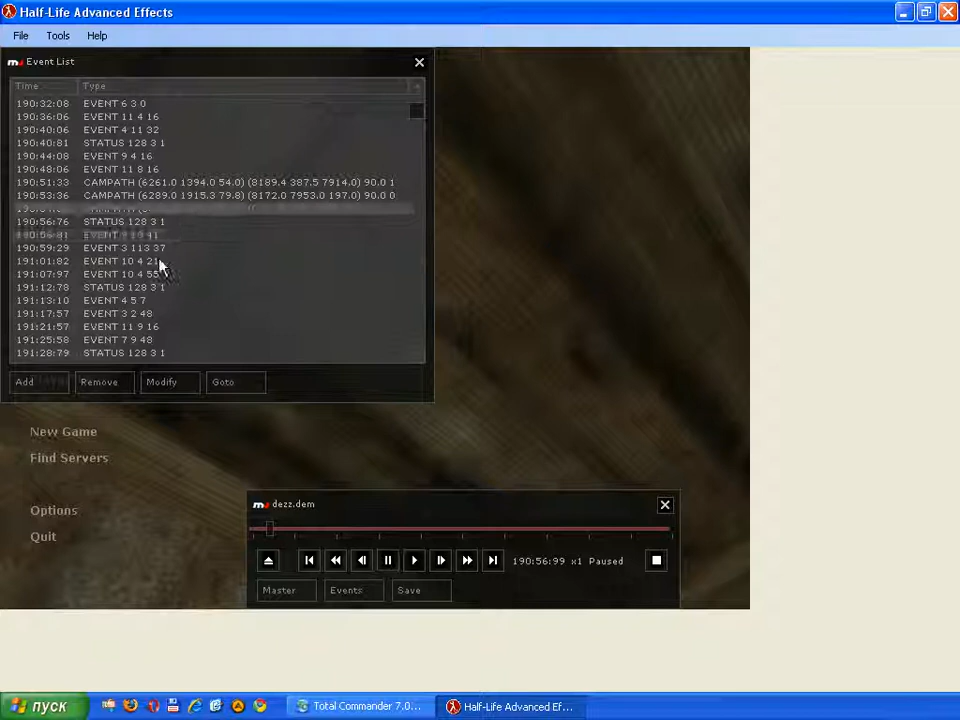 Half-Life Advanced Effects
File Tools Help
Event List
Time Type
190:32:08 EVENT 6 3 0
190:36:06 EVENT 11 4 16
190:40:06 EVENT 4 11 32
190:40:81 STATUS 128 3 1
190:44:08 EVENT 9 4 16
190:48:06 EVENT 11 8 16
190:51:33 CAMPATH (6261.0 1394.0 54.0) (8189.4 387.5 7914.0) 90.0 1
190:53:36 CAMPATH (6289.0 1915.3 79.8) (8172.0 7953.0 197.0) 90.0 0
190:56:76 STATUS 128 3 1
190:59:29 EVENT 3 113 37
191:01:82 EVENT 10 4 21
191:07:97 EVENT 10 4 55
191:12:78 STATUS 128 3 1
191:13:10 EVENT 4 5 7
191:17:57 EVENT 3 2 48
191:21:57 EVENT 11 9 16
191:25:58 EVENT 7 9 48
191:28:79 STATUS 128 3 1
Add Remove Modify Goto
New Game
Find Servers
Options
Quit
dezz.dem
190:56:99 x1 Paused
Master Events Save
пуск Total Commander 7.0... Half-Life Advanced Eff...